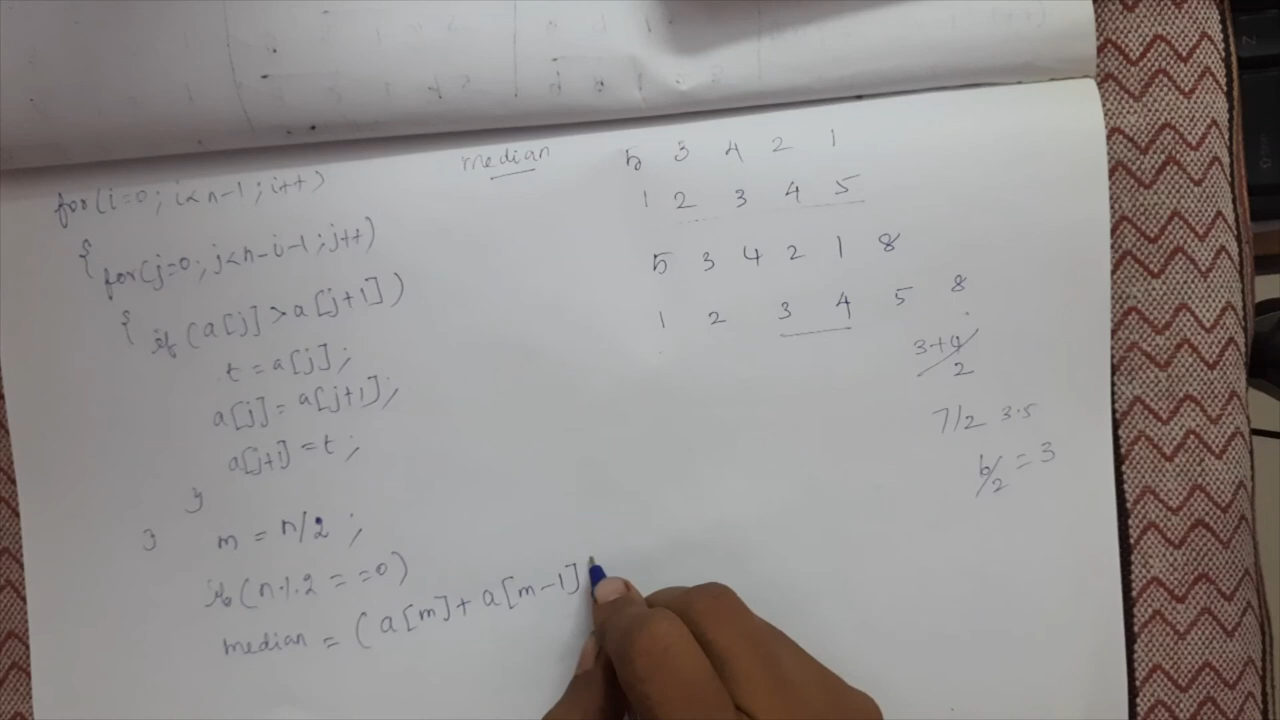 median
for(i=0; i<n-1; i++)
{
for(j=0; j<n-i-1; j++)
{ if (a[j] > a[j+1])
t = a[j];
a[j] = a[j+1];
a[j+1] = t;
}
}
m = n/2;
if (n%2 == 0)
median = (a[m] + a[m-1]
5 3 4 2 1
1 2 3 4 5
5 3 4 2 1 8
1 2 3 4 5 8
3+4/2
7/2 3.5
6/2 = 3